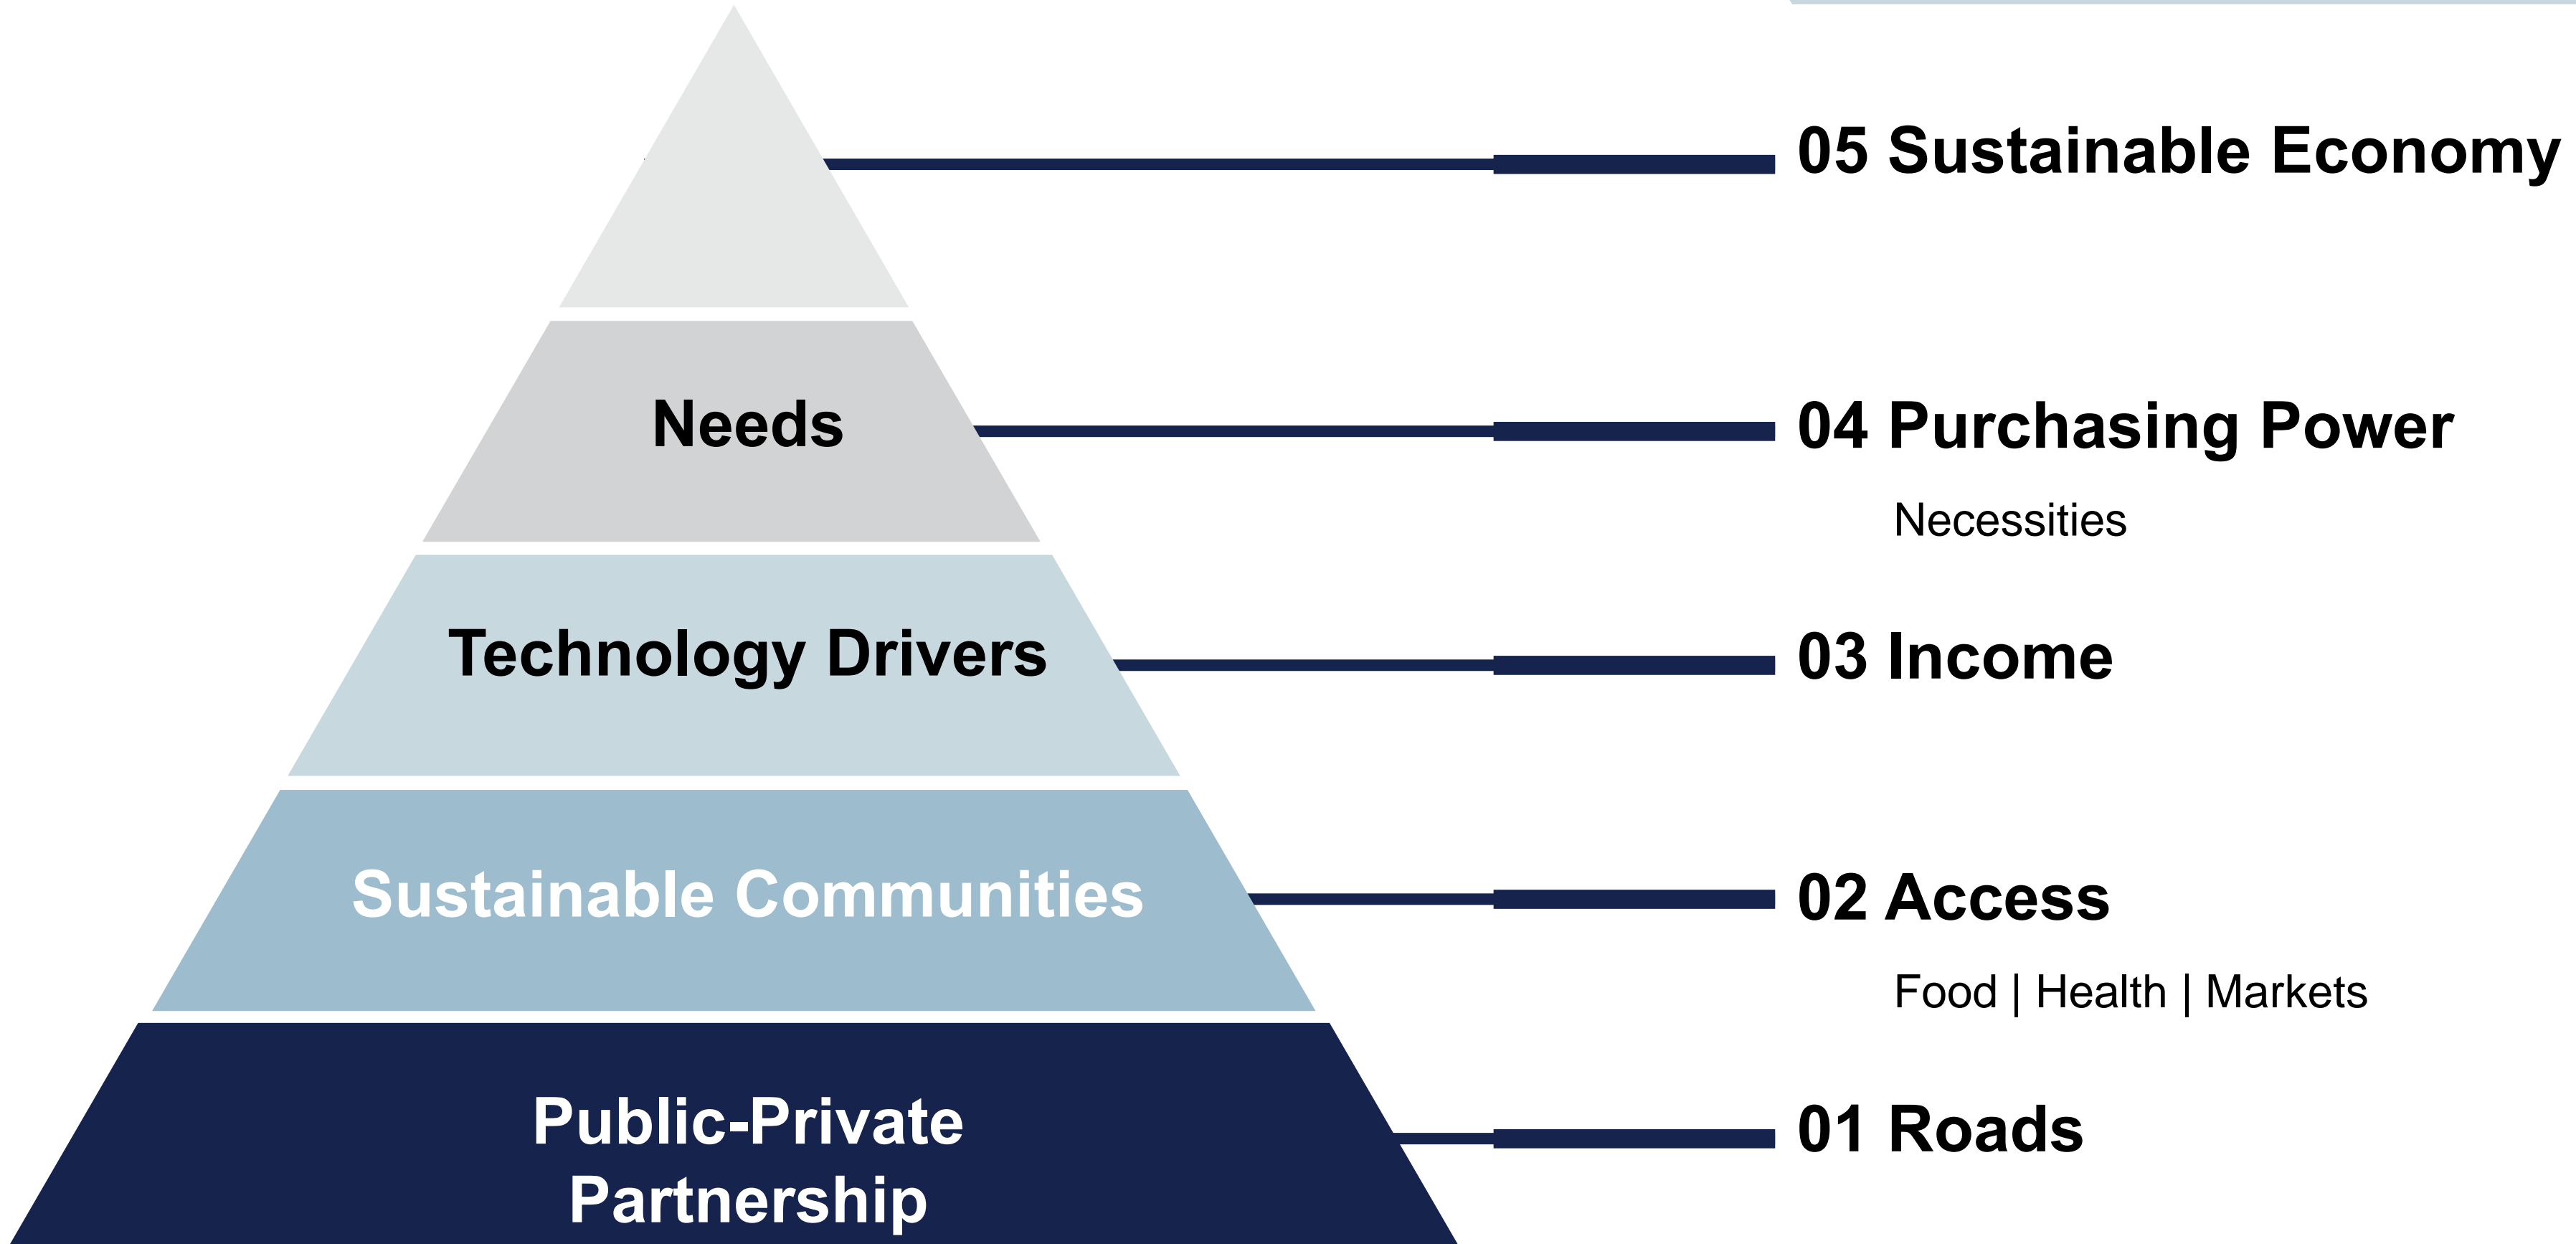 05 Sustainable Economy
Needs
04 Purchasing Power
Necessities
Technology Drivers
03 Income
Sustainable Communities
02 Access
Food | Health | Markets
Public-Private
Partnership
01 Roads